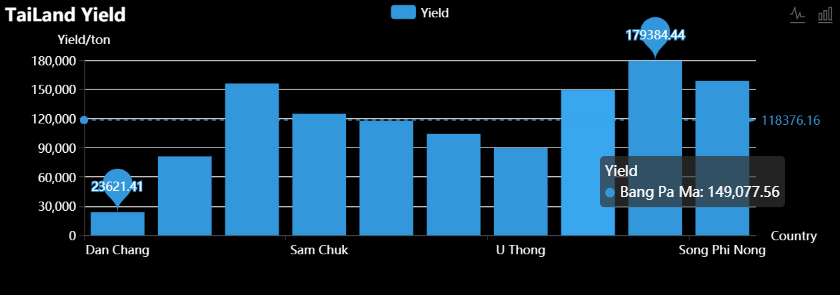 TaiLand Yield
Yield
Yield/ton
179384.44
180,000
150,000
120,000
118376.16
90,000
Yield
Bang Pa Ma: 149,077.56
60,000
23621.41
30,000
0
Country
Dan Chang
Sam Chuk
U Thong
Song Phi Nong